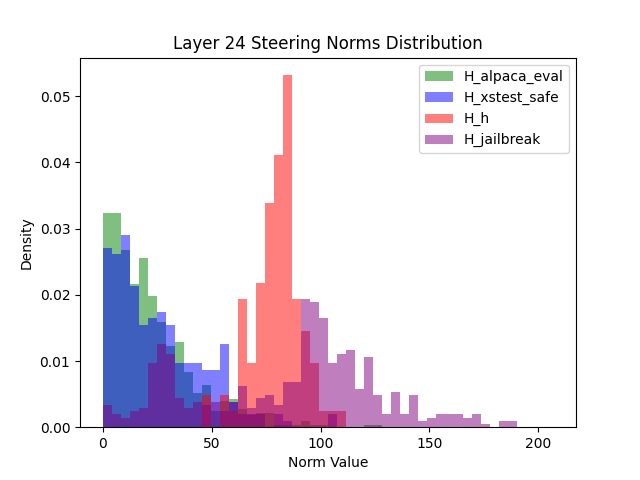 Layer 24 Steering Norms Distribution
H_alpaca_eval
H_xstest_safe
H_h
H_jailbreak
Density
0.05
0.04
0.03
0.02
0.01
0.00
0
50
100
150
200
Norm Value